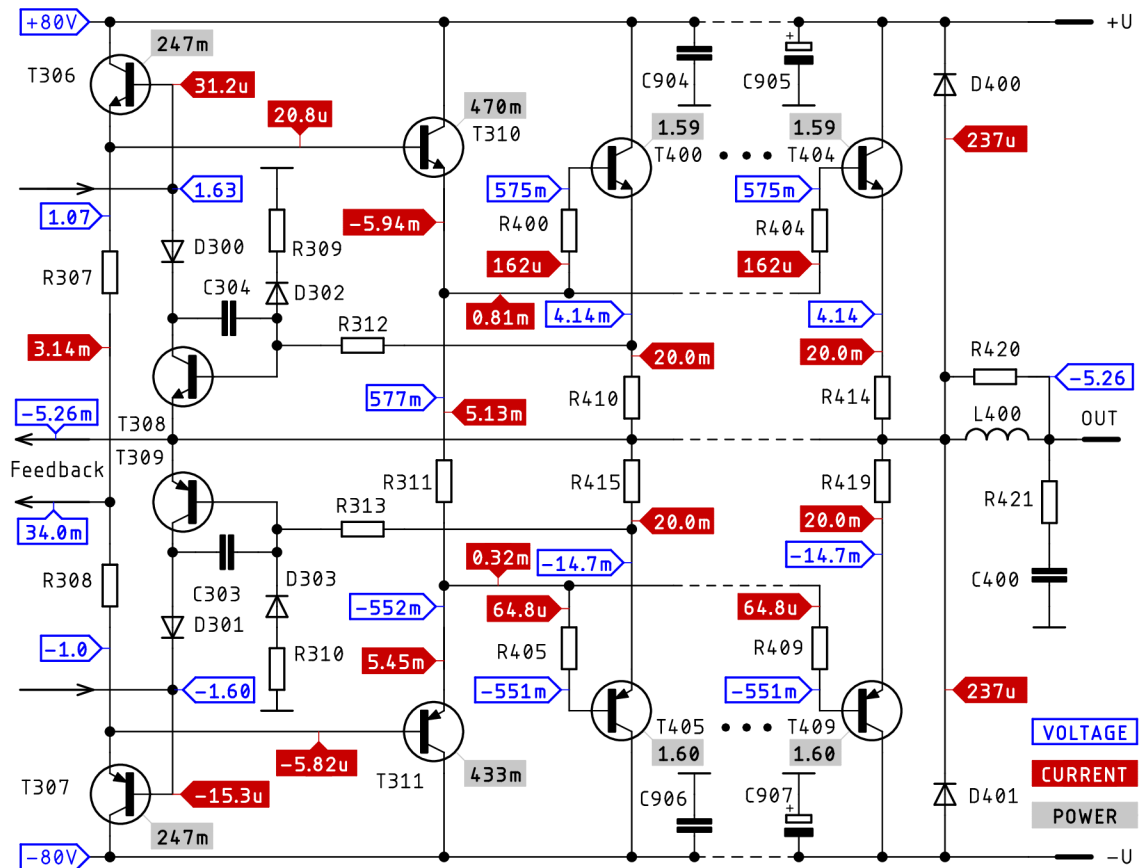 +80V
+U
247m
T306
31.2u
20.8u
470m
T310
C904
C905
D400
1.59
T400
1.59
T404
237u
1.63
1.07
575m
575m
R400
R404
-5.94m
D300
R309
R307
C304
D302
162u
162u
0.81m
4.14m
4.14
R312
3.14m
20.0m
20.0m
R420
-5.26
577m
5.13m
R410
R414
L400
OUT
-5.26m
T308
T309
Feedback
R311
R415
R419
R421
R313
34.0m
20.0m
20.0m
0.32m
-14.7m
-14.7m
R308
C303
D303
C400
-552m
64.8u
64.8u
D301
-1.0
R310
5.45m
R405
R409
-1.60
-551m
-551m
237u
-5.82u
T311
T405
T409
VOLTAGE
1.60
1.60
T307
-15.3u
433m
CURRENT
C906
C907
D401
247m
POWER
-80V
-U